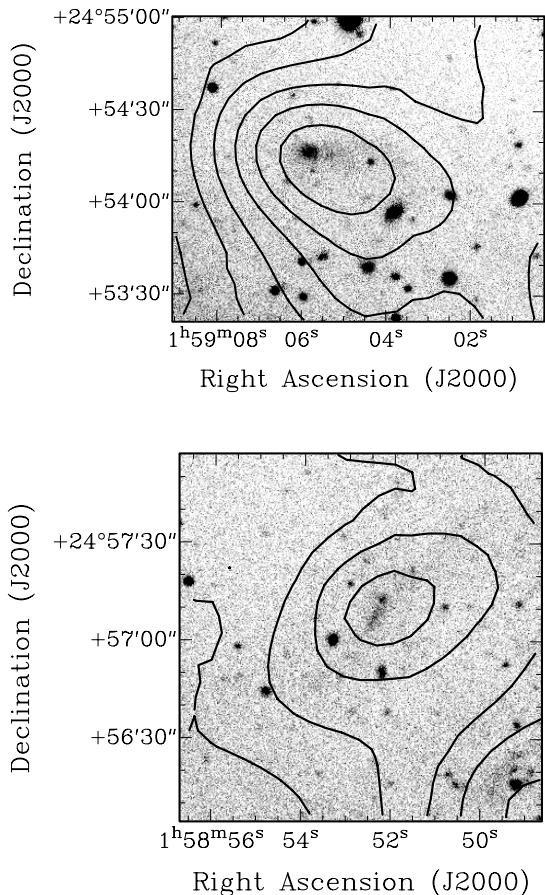 +24°55′00″
+54′30″
+54′00″
+53′30″
Declination (J2000)
1ʰ59ᵐ08ˢ 06ˢ 04ˢ 02ˢ
Right Ascension (J2000)
+24°57′30″
+57′00″
+56′30″
Declination (J2000)
1ʰ58ᵐ56ˢ 54ˢ 52ˢ 50ˢ
Right Ascension (J2000)